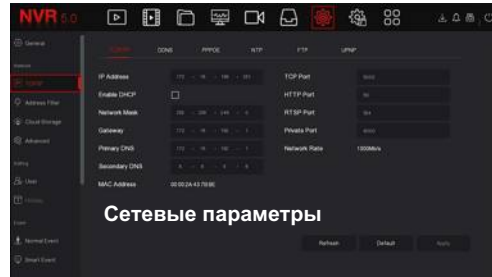 NVR 5.0
General
TCP/IP
DDNS
PPPOE
NTP
FTP
UPNP
TCP/IP
Address Filter
Cloud Storage
Advanced
User
Normal Event
Smart Event
IP Address
Enable DHCP
Network Mask
Gateway
Primary DNS
Secondary DNS
MAC Address
TCP Port
HTTP Port
RTSP Port
Private Port
Network Rate 1000Mb/s
Сетевые параметры
Refresh Default Apply